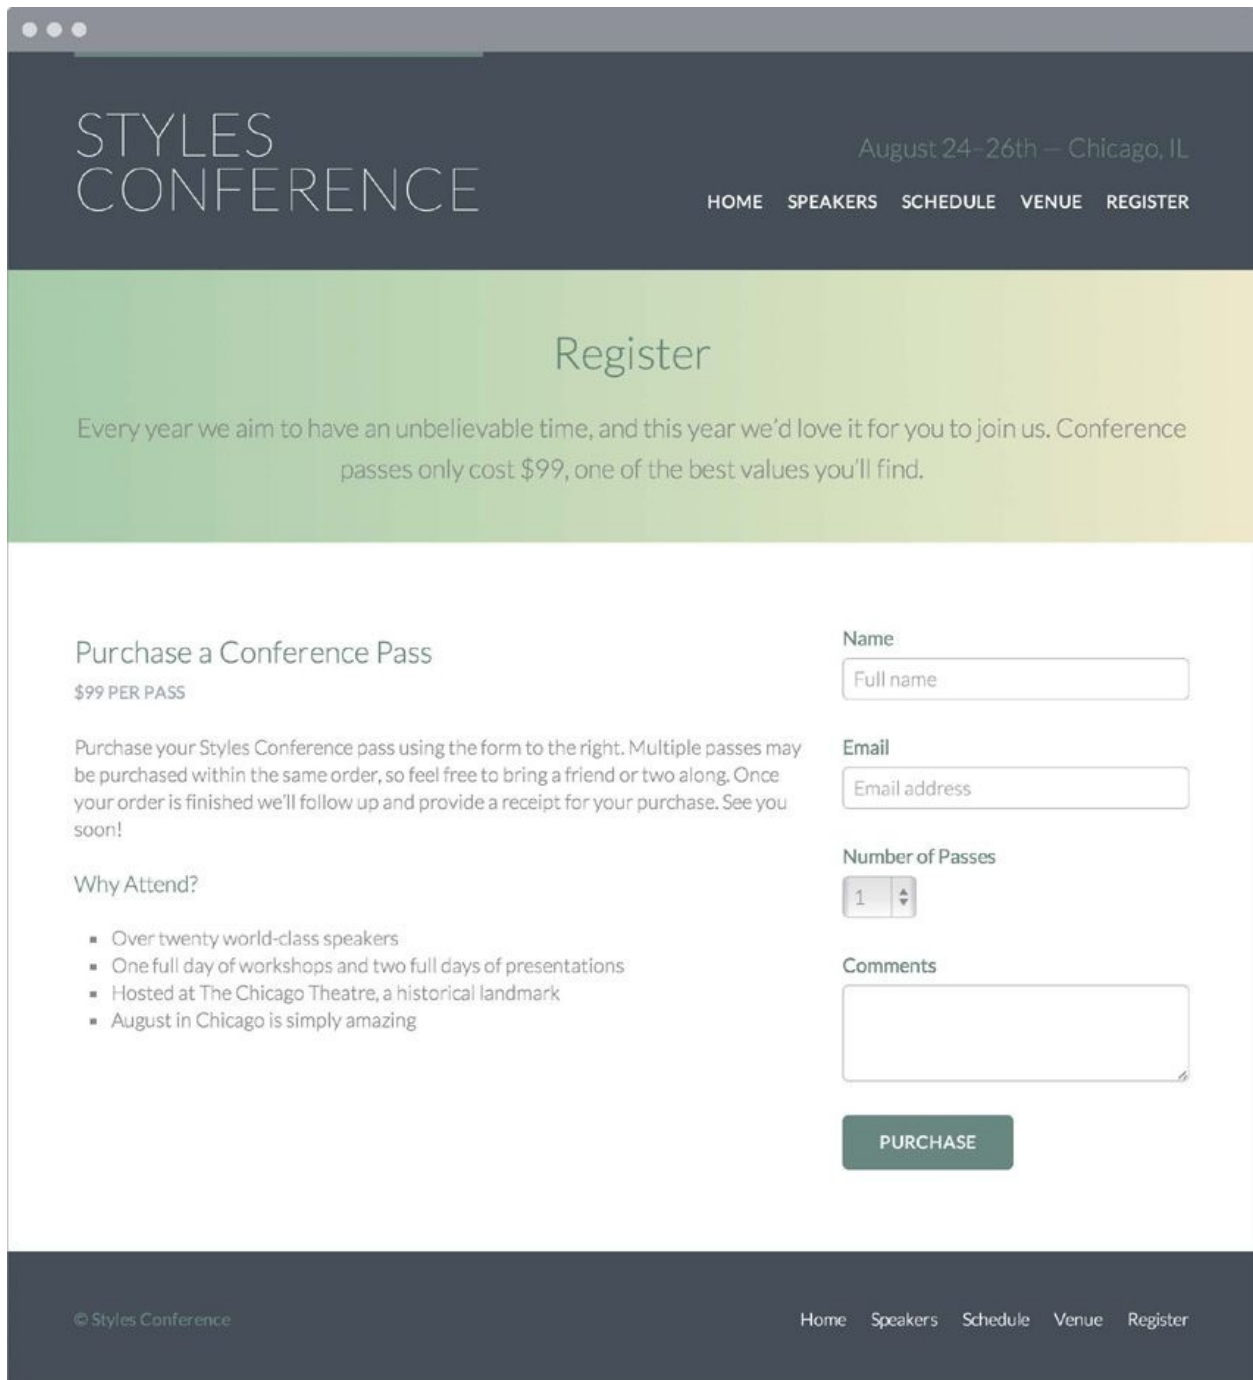 STYLES
CONFERENCE
August 24–26th — Chicago, IL
HOME SPEAKERS SCHEDULE VENUE REGISTER
Register
Every year we aim to have an unbelievable time, and this year we’d love it for you to join us. Conference
passes only cost $99, one of the best values you’ll find.
Purchase a Conference Pass
$99 PER PASS
Purchase your Styles Conference pass using the form to the right. Multiple passes may
be purchased within the same order, so feel free to bring a friend or two along. Once
your order is finished we’ll follow up and provide a receipt for your purchase. See you
soon!
Why Attend?
▪ Over twenty world-class speakers
▪ One full day of workshops and two full days of presentations
▪ Hosted at The Chicago Theatre, a historical landmark
▪ August in Chicago is simply amazing
Name
Full name
Email
Email address
Number of Passes
1
Comments
PURCHASE
© Styles Conference
Home Speakers Schedule Venue Register